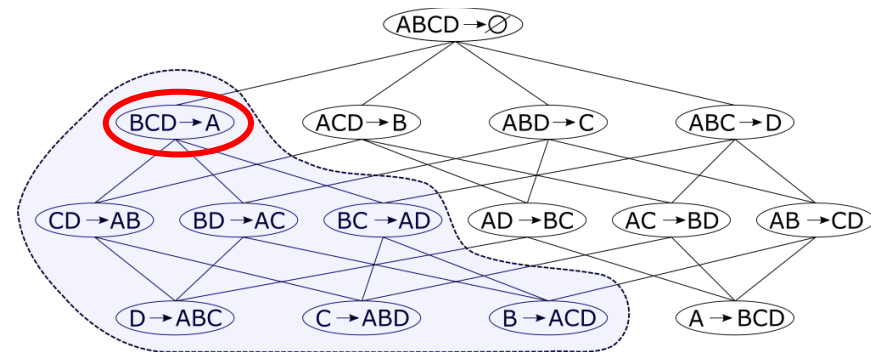 ABCD→∅
BCD→A ACD→B ABD→C ABC→D
CD→AB BD→AC BC→AD AD→BC AC→BD AB→CD
D→ABC C→ABD B→ACD A→BCD